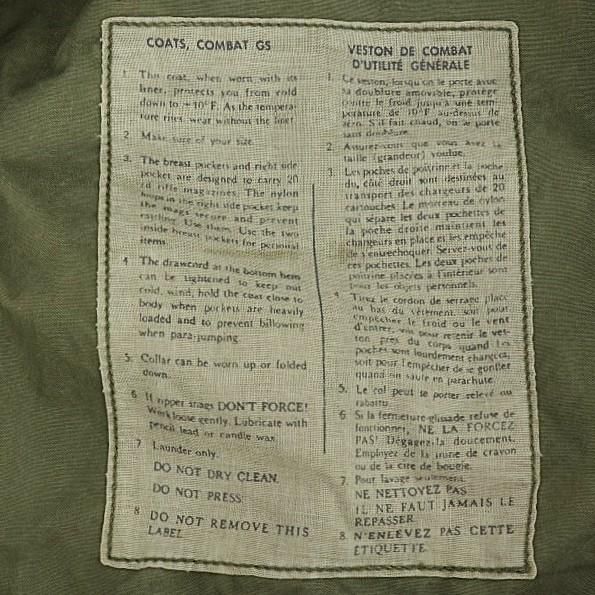 COATS, COMBAT GS
1. This coat, when worn with its
liner, protects you from cold
down to +10°F. As the tempera-
ture rises wear without the liner
2. Make sure of your size.
3. The breast pockets and right side
pocket are designed to carry 20
rd rifle magazines. The nylon
loops in the right side pocket keep
the mags secure and prevent
rattling. Use them. Use the two
inside breast pockets for personal
items.
4 The drawcord at the bottom hem
can be tightened to keep out
cold, wind, hold the coat close to
body when pockets are heavily
loaded and to prevent billowing
when para-jumping
5. Collar can be worn up or folded
down.
6 If zipper snags DON'T FORCE!
Work loose gently. Lubricate with
pencil lead or candle wax.
7 Launder only.
DO NOT DRY CLEAN.
DO NOT PRESS
8 DO NOT REMOVE THIS
LABEL
VESTON DE COMBAT
D'UTILITÉ GÉNÉRALE
1. Ce veston, lorsqu'on le porte avec
sa doublure amovible, protège
contre le froid jusqu'à une tem-
pérature de 10°F au-dessus de
zéro. S'il fait chaud, on le porte
sans doublure.
2. Assurez-vous que vous avez la
taille (grandeur) voulue.
3. Les poches de poitrine et la poche
du côté droit sont destinées au
transport des chargeurs de 20
cartouches. Le morceau de nylon
qui sépare les deux pochettes de
la poche droite maintient les
chargeurs en place et les empêche
de s'entrechoquer. Servez-vous de
ces pochettes. Les deux poches de
poitrine placées à l'intérieur sont
pour les objets personnels.
4. Tirez le cordon de serrage placé
au bas du vêtement, soit pour
empêcher le froid ou le vent
d'entrer, soit pour retenir le ves-
ton près du corps quand les
poches sont lourdement chargées,
soit pour l'empêcher de se gonfler
quand on saute en parachute.
5. Le col peut se porter relevé ou
rabattu.
6. Si la fermeture-glissade refuse de
fonctionner, NE LA FORCEZ
PAS! Dégagez-la doucement.
Employez de la mine de crayon
ou de la cire de bougie.
7. Pour lavage seulement.
NE NETTOYEZ PAS
IL NE FAUT JAMAIS LE
REPASSER
8. N'ENLEVEZ PAS CETTE
ÉTIQUETTE